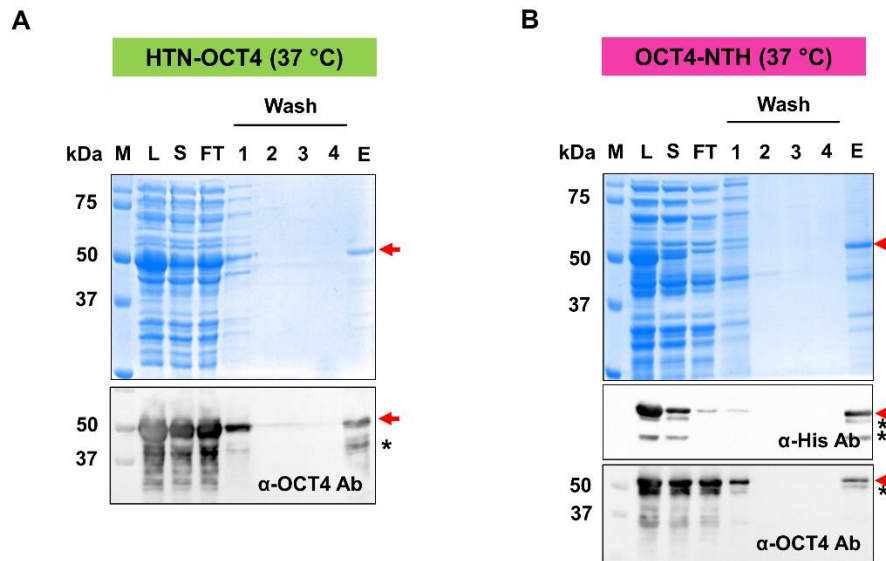 A
HTN-OCT4 (37 °C)
Wash
kDa M L S FT 1 2 3 4 E
75
50
37
50
37
*
α-OCT4 Ab
B
OCT4-NTH (37 °C)
Wash
kDa M L S FT 1 2 3 4 E
75
50
37
*
*
α-His Ab
50
37
*
α-OCT4 Ab